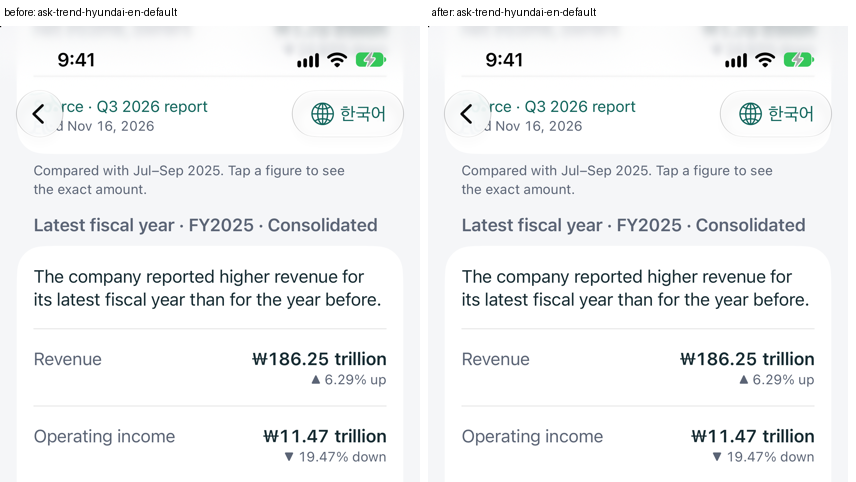 before: ask-trend-hyundai-en-default
9:41
rce · Q3 2026 report
d Nov 16, 2026
한국어
Compared with Jul–Sep 2025. Tap a figure to see
the exact amount.
Latest fiscal year · FY2025 · Consolidated
The company reported higher revenue for
its latest fiscal year than for the year before.
Revenue
₩186.25 trillion
▲ 6.29% up
Operating income
₩11.47 trillion
▼ 19.47% down
after: ask-trend-hyundai-en-default
9:41
rce · Q3 2026 report
d Nov 16, 2026
한국어
Compared with Jul–Sep 2025. Tap a figure to see
the exact amount.
Latest fiscal year · FY2025 · Consolidated
The company reported higher revenue for
its latest fiscal year than for the year before.
Revenue
₩186.25 trillion
▲ 6.29% up
Operating income
₩11.47 trillion
▼ 19.47% down